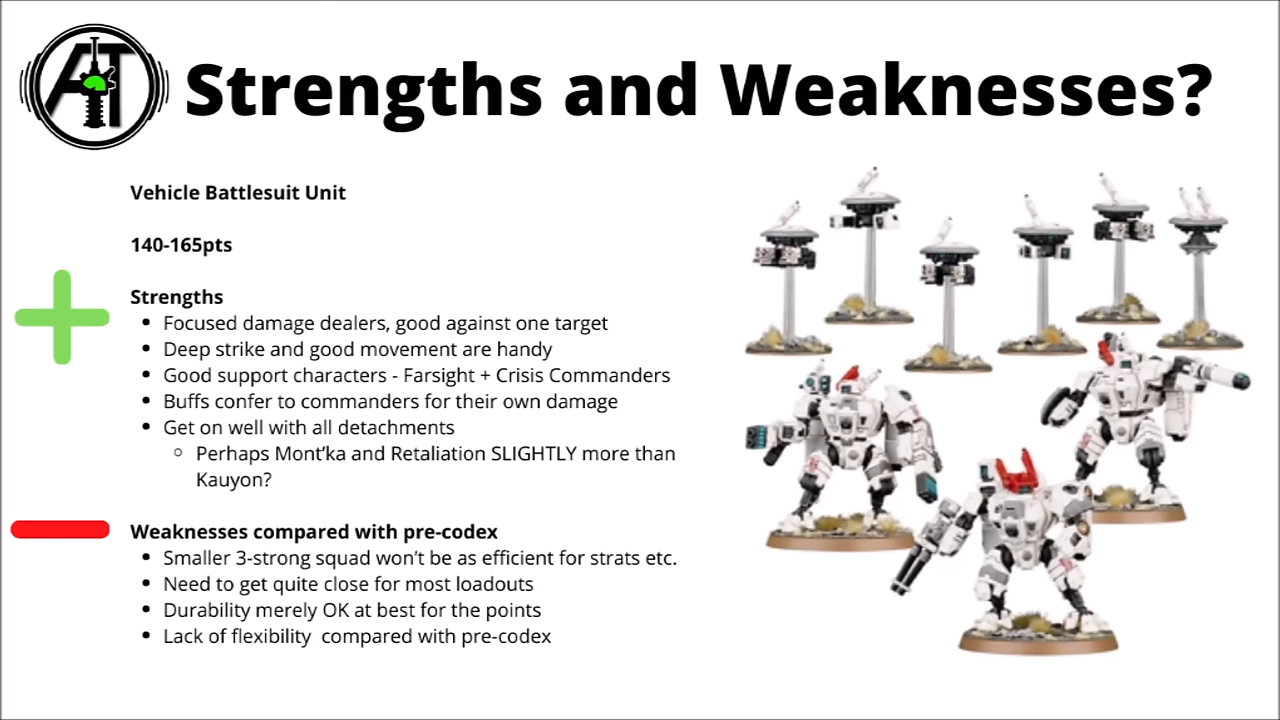 AT
Strengths and Weaknesses?
Vehicle Battlesuit Unit
140-165pts
Strengths
• Focused damage dealers, good against one target
• Deep strike and good movement are handy
• Good support characters - Farsight + Crisis Commanders
• Buffs confer to commanders for their own damage
• Get on well with all detachments
○ Perhaps Mont’ka and Retaliation SLIGHTLY more than
Kauyon?
Weaknesses compared with pre-codex
• Smaller 3-strong squad won’t be as efficient for strats etc.
• Need to get quite close for most loadouts
• Durability merely OK at best for the points
• Lack of flexibility  compared with pre-codex